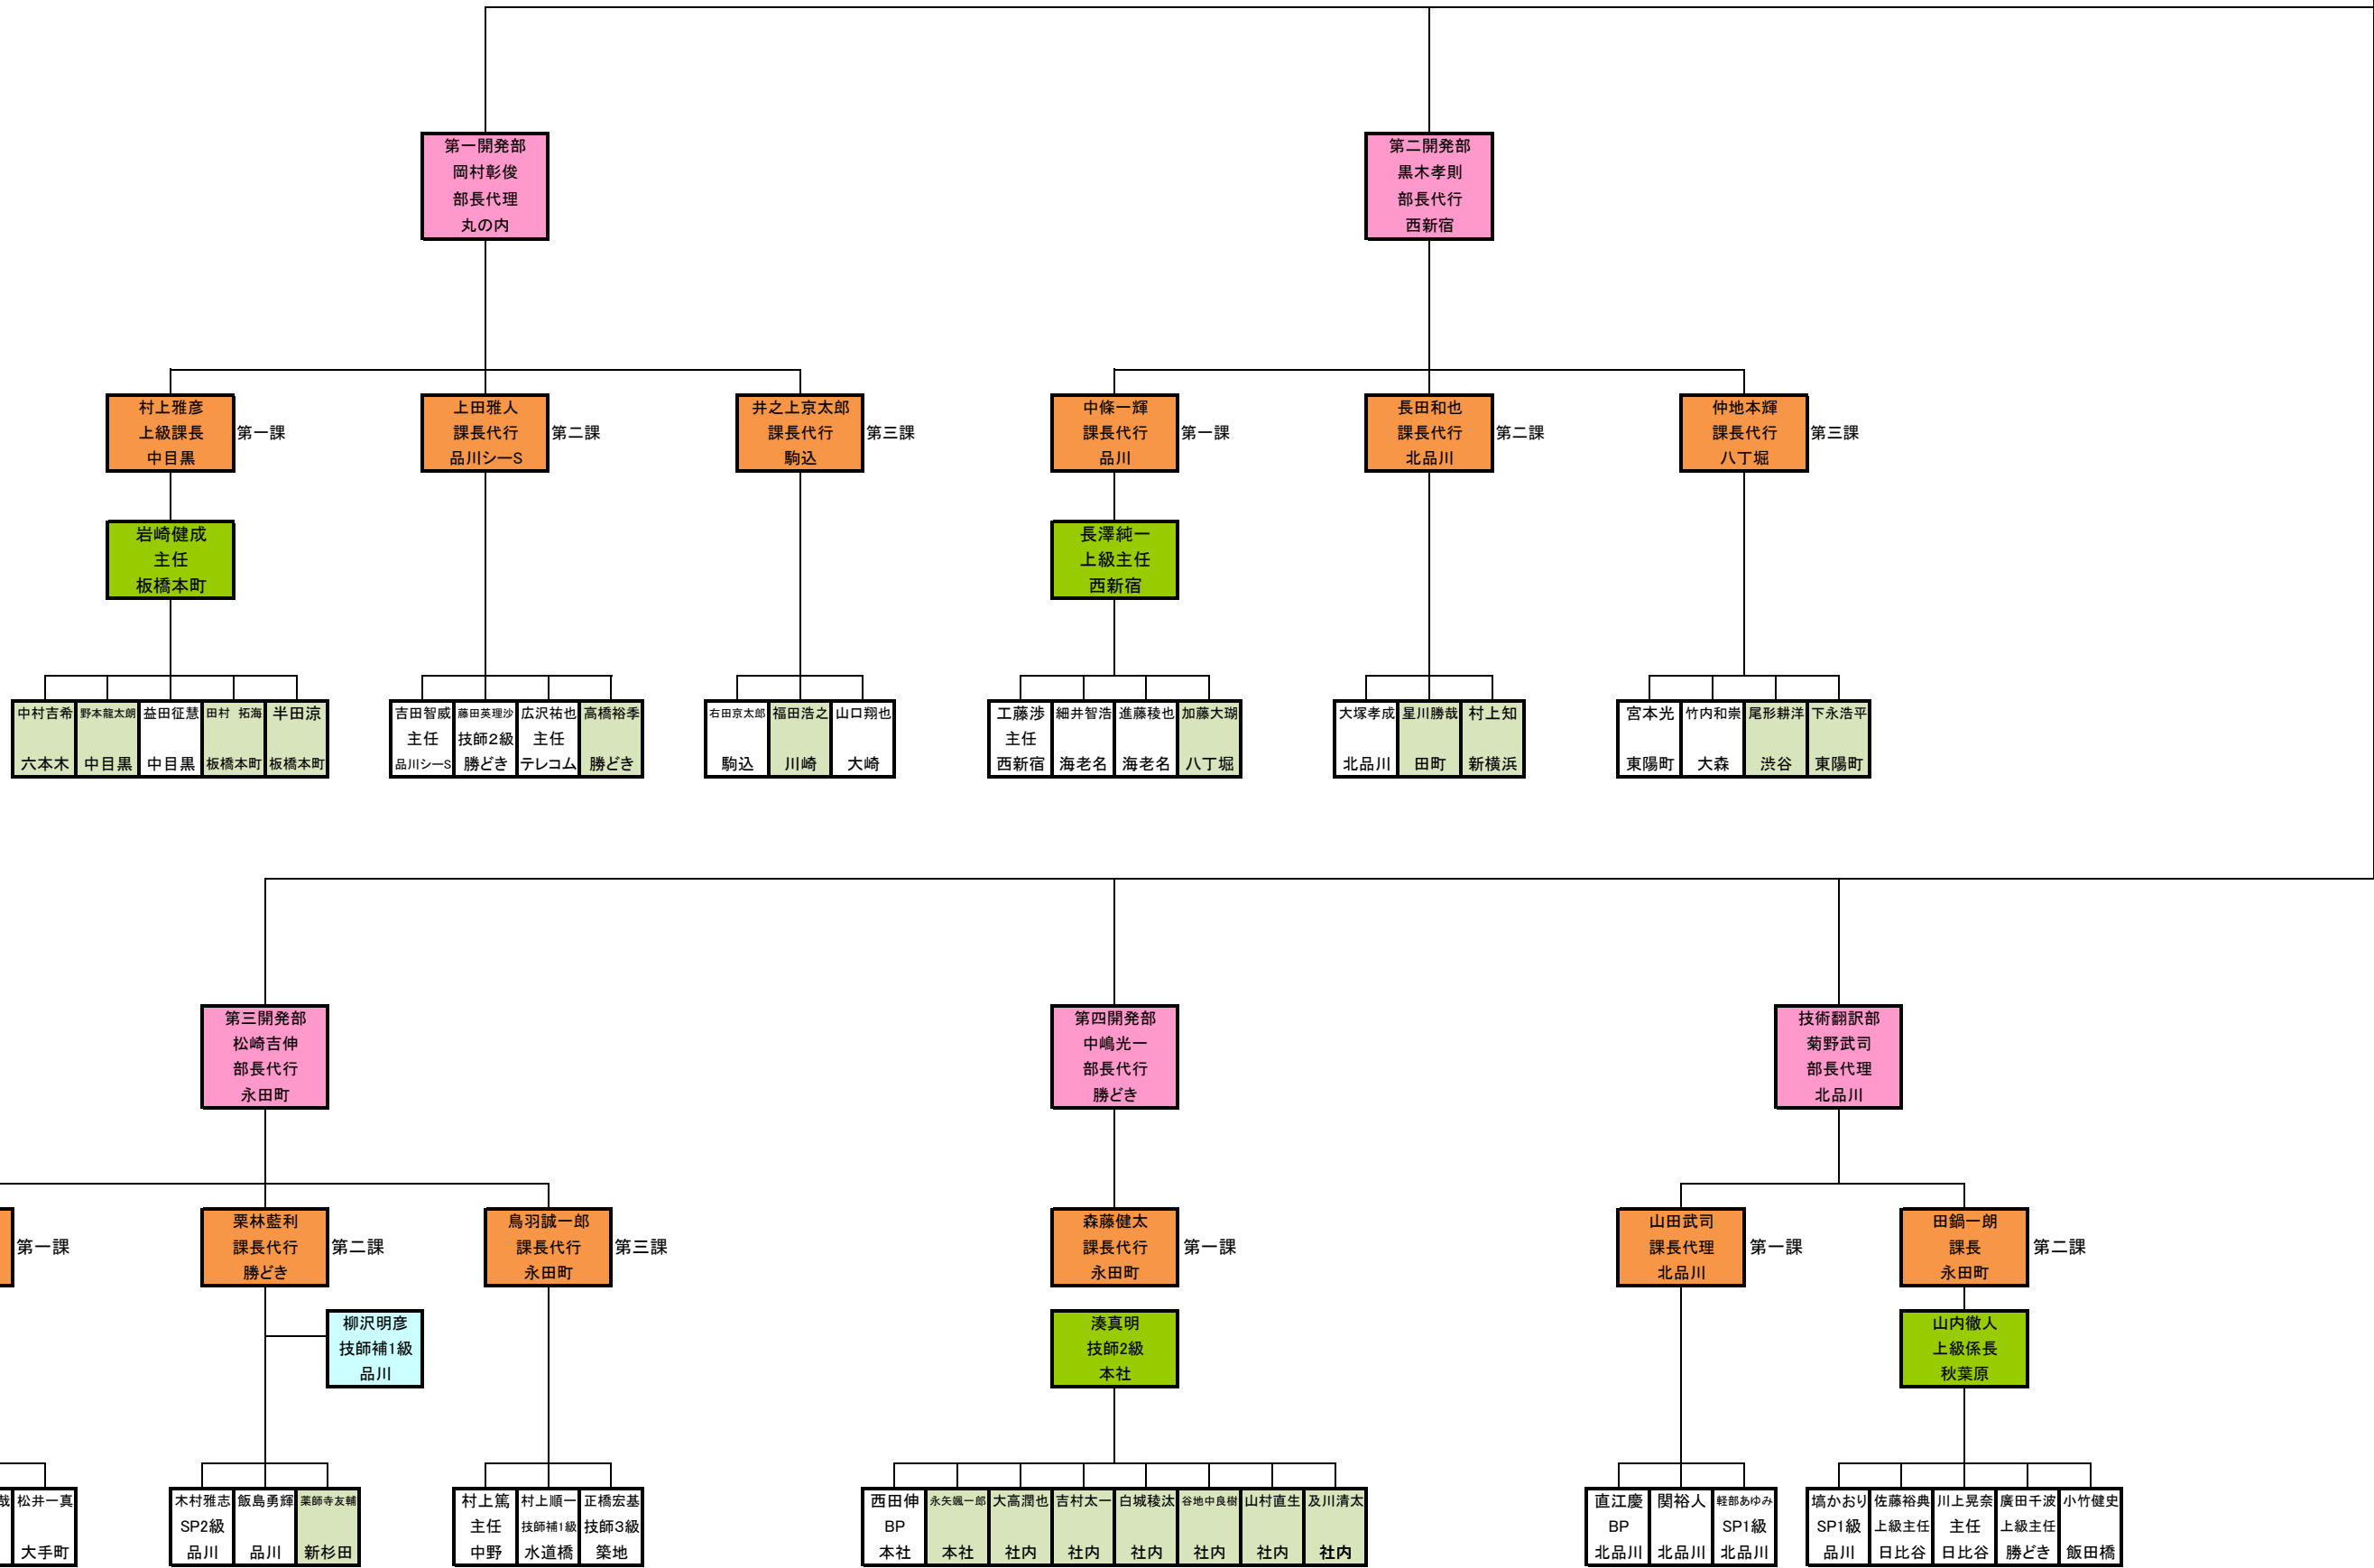 第一開発部
岡村彰俊
部長代理
丸の内
第二開発部
黒木孝則
部長代行
西新宿
村上雅彦
上級課長
中目黒
第一課
上田雅人
課長代行
品川シーS
第二課
井之上京太郎
課長代行
駒込
第三課
中條一輝
課長代行
品川
第一課
長田和也
課長代行
北品川
第二課
仲地本輝
課長代行
八丁堀
第三課
岩崎健成
主任
板橋本町
長澤純一
上級主任
西新宿
中村吉希
六本木
野本龍太朗
中目黒
益田征慧
中目黒
田村 拓海
板橋本町
半田涼
板橋本町
吉田智威
主任
品川シーS
藤田英理沙
技師2級
勝どき
広沢祐也
主任
テレコム
高橋裕季
勝どき
右田京太郎
駒込
福田浩之
川崎
山口翔也
大崎
工藤渉
主任
西新宿
細井智浩
海老名
進藤稜也
海老名
加藤大瑚
八丁堀
大塚孝成
北品川
星川勝哉
田町
村上知
新横浜
宮本光
東陽町
竹内和崇
大森
尾形耕洋
渋谷
下永浩平
東陽町
第三開発部
松崎吉伸
部長代行
永田町
第四開発部
中嶋光一
部長代行
勝どき
技術翻訳部
菊野武司
部長代理
北品川
第一課
栗林藍利
課長代行
勝どき
第二課
鳥羽誠一郎
課長代行
永田町
第三課
森藤健太
課長代行
永田町
第一課
山田武司
課長代理
北品川
第一課
田鍋一朗
課長
永田町
第二課
柳沢明彦
技師補1級
品川
湊真明
技師2級
本社
山内徹人
上級係長
秋葉原
哉
松井一真
大手町
木村雅志
SP2級
品川
飯島勇輝
品川
薬師寺友輔
新杉田
村上篤
主任
中野
村上順一
技師補1級
水道橋
正橋宏基
技師3級
築地
西田伸
BP
本社
永矢颯一郎
本社
大高潤也
社内
吉村太一
社内
白城稜汰
社内
谷地中良樹
社内
山村直生
社内
及川清太
社内
直江慶
BP
北品川
関裕人
北品川
軽部あゆみ
SP1級
北品川
塙かおり
SP1級
品川
佐藤裕典
上級主任
日比谷
川上晃奈
主任
日比谷
廣田千波
上級主任
勝どき
小竹健史
飯田橋